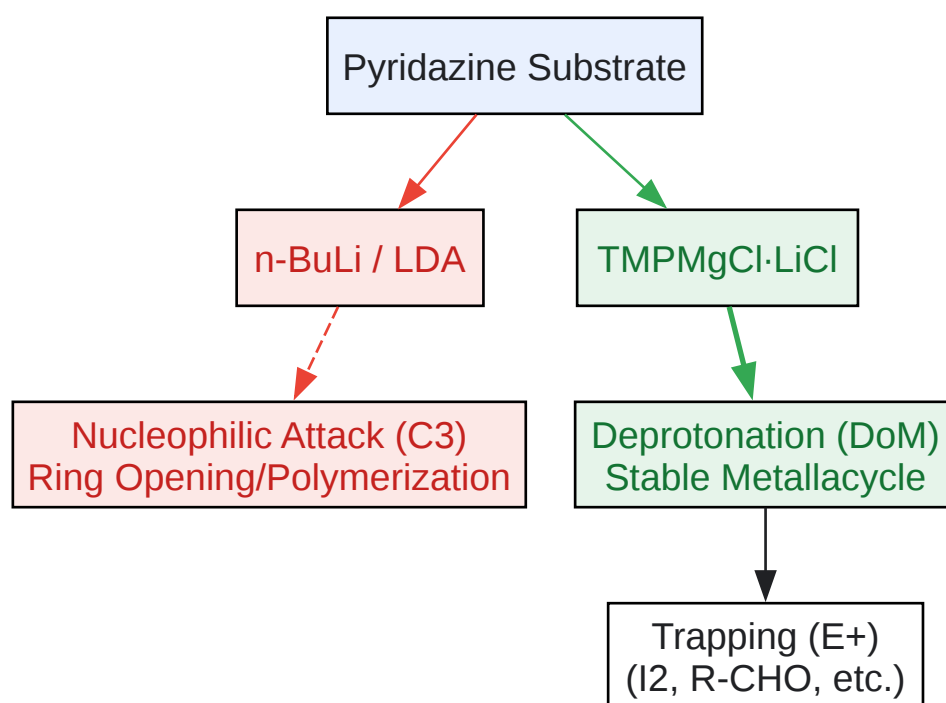 Pyridazine Substrate
n-BuLi / LDA
TMPMgCl·LiCl
Nucleophilic Attack (C3)
Ring Opening/Polymerization
Deprotonation (DoM)
Stable Metallacycle
Trapping (E+)
(I2, R-CHO, etc.)